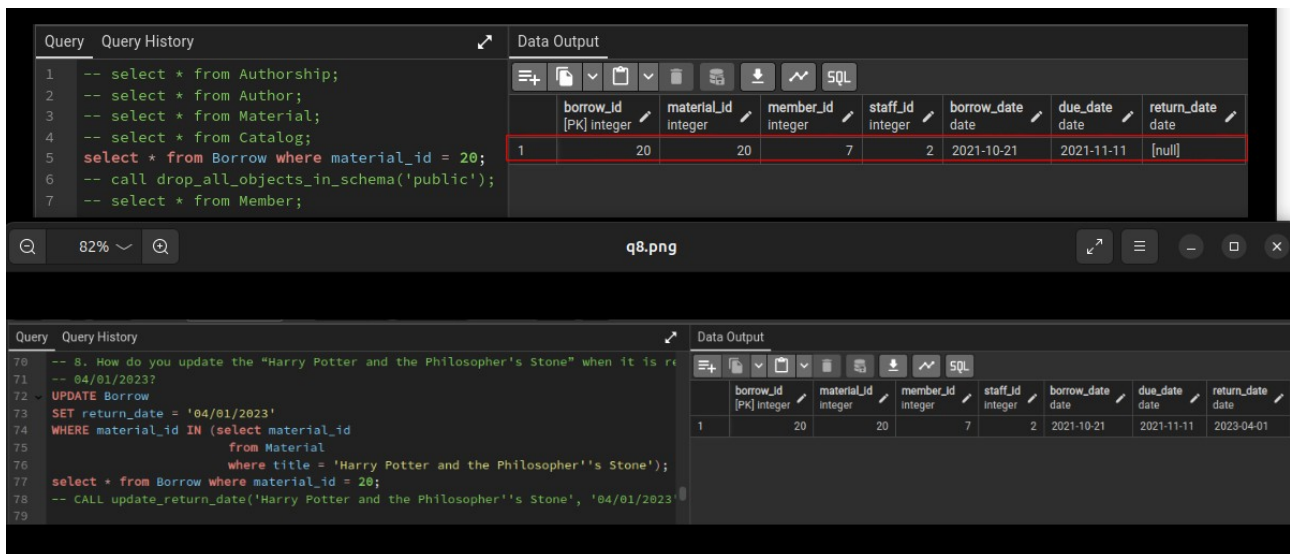 Query Query History
1 -- select * from Authorship;
2 -- select * from Author;
3 -- select * from Material;
4 -- select * from Catalog;
5 select * from Borrow where material_id = 20;
6 -- call drop_all_objects_in_schema('public');
7 -- select * from Member;
Data Output
SQL
borrow_id material_id member_id staff_id borrow_date due_date return_date
[PK] integer integer integer integer date date date
1 20 20 7 2 2021-10-21 2021-11-11 [null]
82% q8.png
Query Query History
70 -- 8. How do you update the “Harry Potter and the Philosopher's Stone” when it is re
71 -- 04/01/2023?
72 UPDATE Borrow
73 SET return_date = '04/01/2023'
74 WHERE material_id IN (select material_id
75 from Material
76 where title = 'Harry Potter and the Philosopher''s Stone');
77 select * from Borrow where material_id = 20;
78 -- CALL update_return_date('Harry Potter and the Philosopher''s Stone', '04/01/2023'
79
Data Output
SQL
borrow_id material_id member_id staff_id borrow_date due_date return_date
[PK] integer integer integer integer date date date
1 20 20 7 2 2021-10-21 2021-11-11 2023-04-01